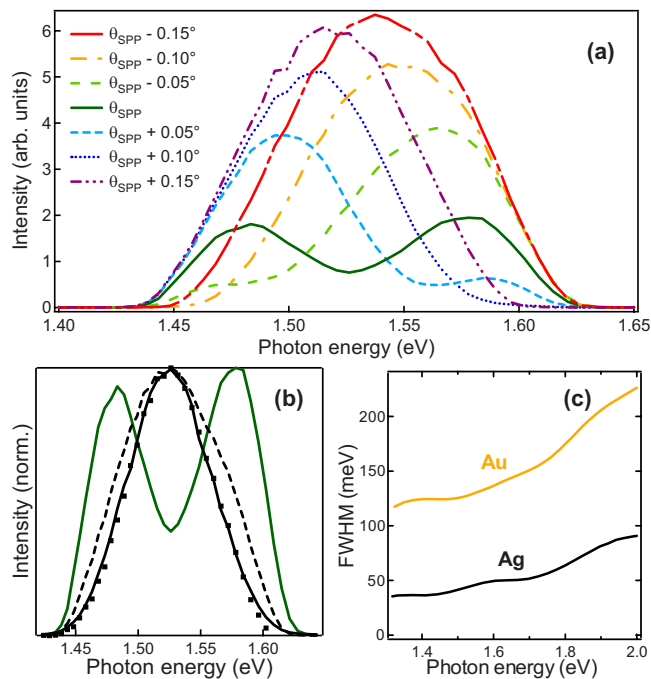 6
5
4
3
2
1
0
Intensity (arb. units)
θSPP - 0.15°
θSPP - 0.10°
θSPP - 0.05°
θSPP
θSPP + 0.05°
θSPP + 0.10°
θSPP + 0.15°
(a)
1.40 1.45 1.50 1.55 1.60 1.65
Photon energy (eV)
(b)
Intensity (norm.)
1.45 1.50 1.55 1.60
Photon energy (eV)
(c)
200
150
100
50
0
FWHM (meV)
Au
Ag
1.4 1.6 1.8 2.0
Photon energy (eV)